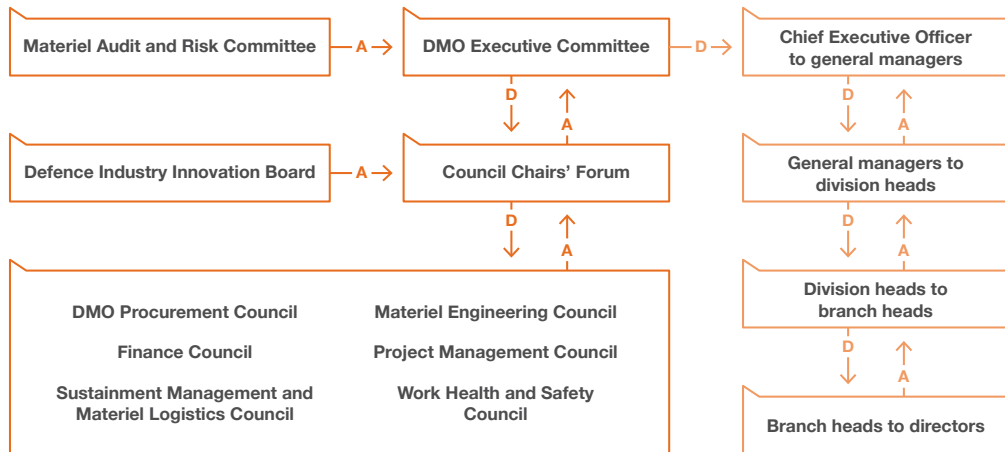 Materiel Audit and Risk Committee
A
DMO Executive Committee
D
Chief Executive Officer
to general managers
D
A
D
A
Defence Industry Innovation Board
A
Council Chairs’ Forum
General managers to
division heads
D
A
D
A
DMO Procurement Council
Materiel Engineering Council
Finance Council
Project Management Council
Sustainment Management and
Materiel Logistics Council
Work Health and Safety
Council
Division heads to
branch heads
D
A
Branch heads to directors